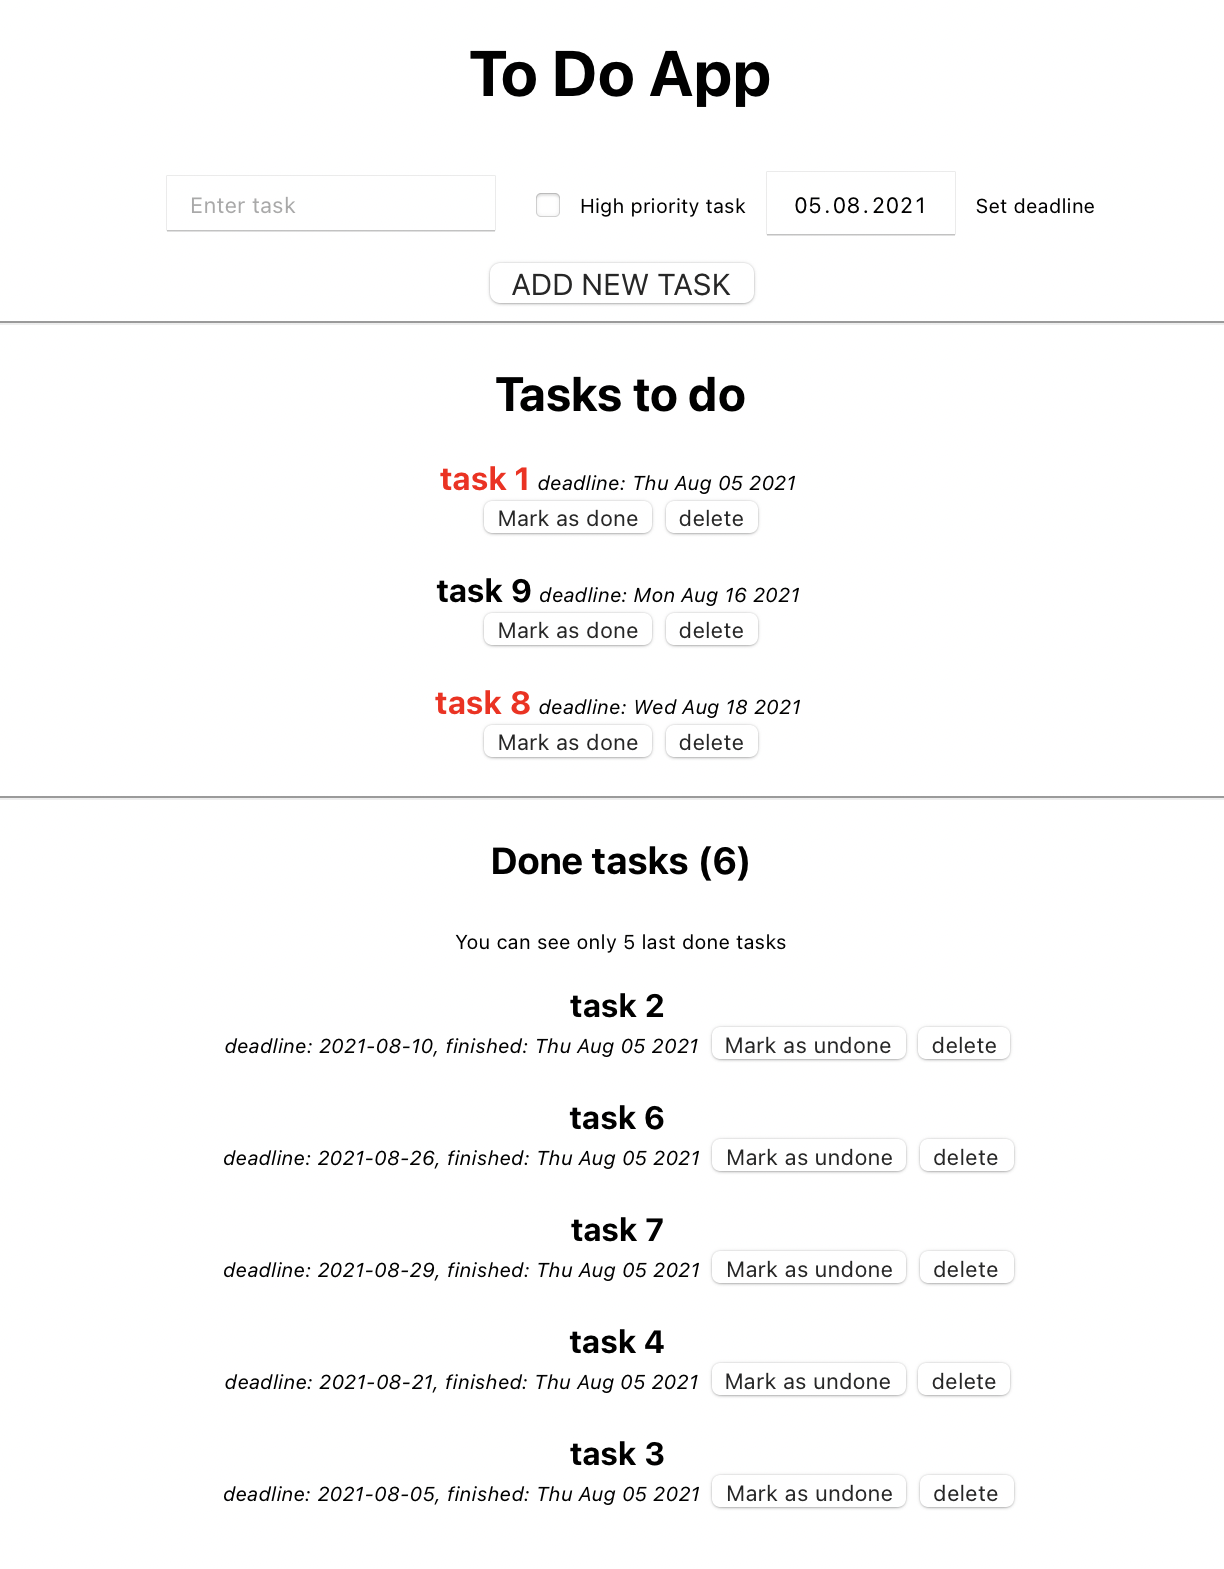 To Do App
Enter task High priority task 05.08.2021 Set deadline
ADD NEW TASK
Tasks to do
task 1 deadline: Thu Aug 05 2021
Mark as done delete
task 9 deadline: Mon Aug 16 2021
Mark as done delete
task 8 deadline: Wed Aug 18 2021
Mark as done delete
Done tasks (6)
You can see only 5 last done tasks
task 2
deadline: 2021-08-10, finished: Thu Aug 05 2021 Mark as undone delete
task 6
deadline: 2021-08-26, finished: Thu Aug 05 2021 Mark as undone delete
task 7
deadline: 2021-08-29, finished: Thu Aug 05 2021 Mark as undone delete
task 4
deadline: 2021-08-21, finished: Thu Aug 05 2021 Mark as undone delete
task 3
deadline: 2021-08-05, finished: Thu Aug 05 2021 Mark as undone delete